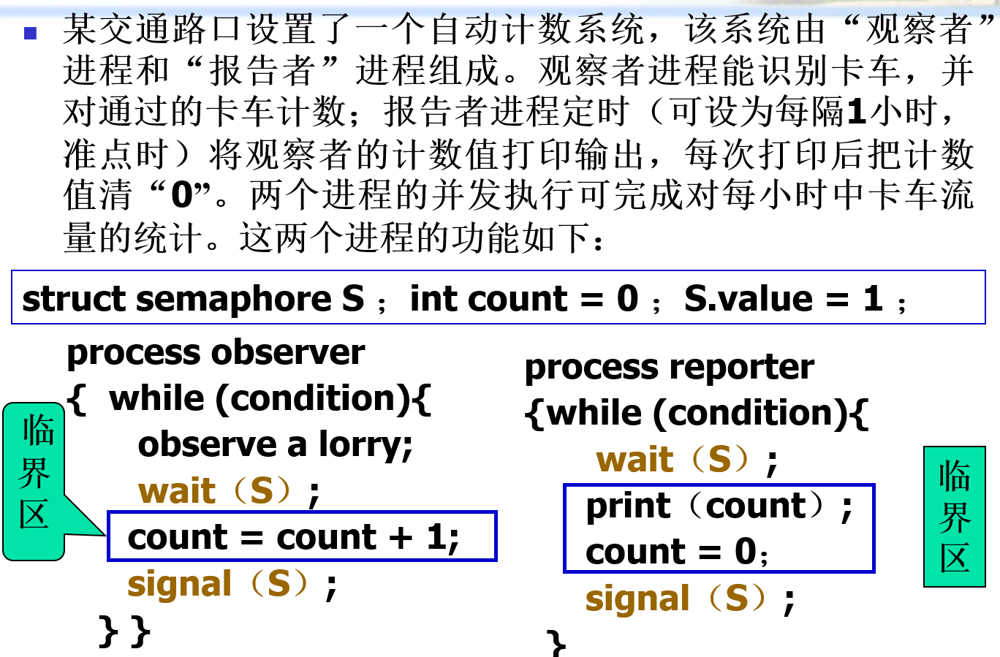 某交通路口设置了一个自动计数系统，该系统由“观察者”
进程和“报告者”进程组成。观察者进程能识别卡车，并
对通过的卡车计数；报告者进程定时（可设为每隔1小时，
准点时）将观察者的计数值打印输出，每次打印后把计数
值清“0”。两个进程的并发执行可完成对每小时中卡车流
量的统计。这两个进程的功能如下：
struct semaphore S ；int count = 0 ；S.value = 1 ；
process observer
{ while (condition){
observe a lorry;
wait（S）;
count = count + 1;
signal（S）;
} }
临
界
区
process reporter
{while (condition){
wait（S）;
print（count）;
count = 0；
signal（S）;
}
临
界
区